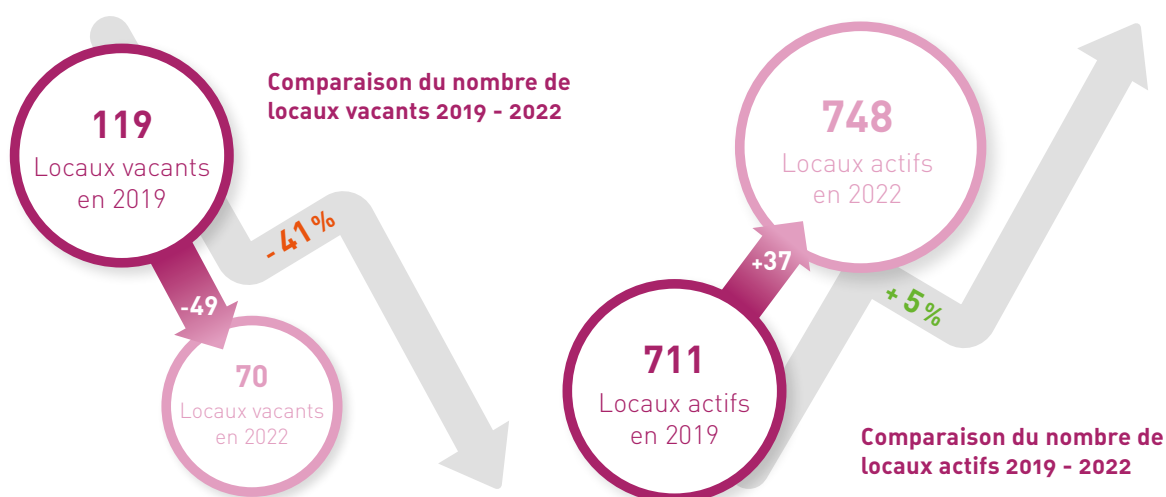 Comparaison du nombre de
locaux vacants 2019 - 2022
119
Locaux vacants
en 2019
- 41 %
-49
70
Locaux vacants
en 2022
748
Locaux actifs
en 2022
+37
+ 5 %
711
Locaux actifs
en 2019
Comparaison du nombre de
locaux actifs 2019 - 2022